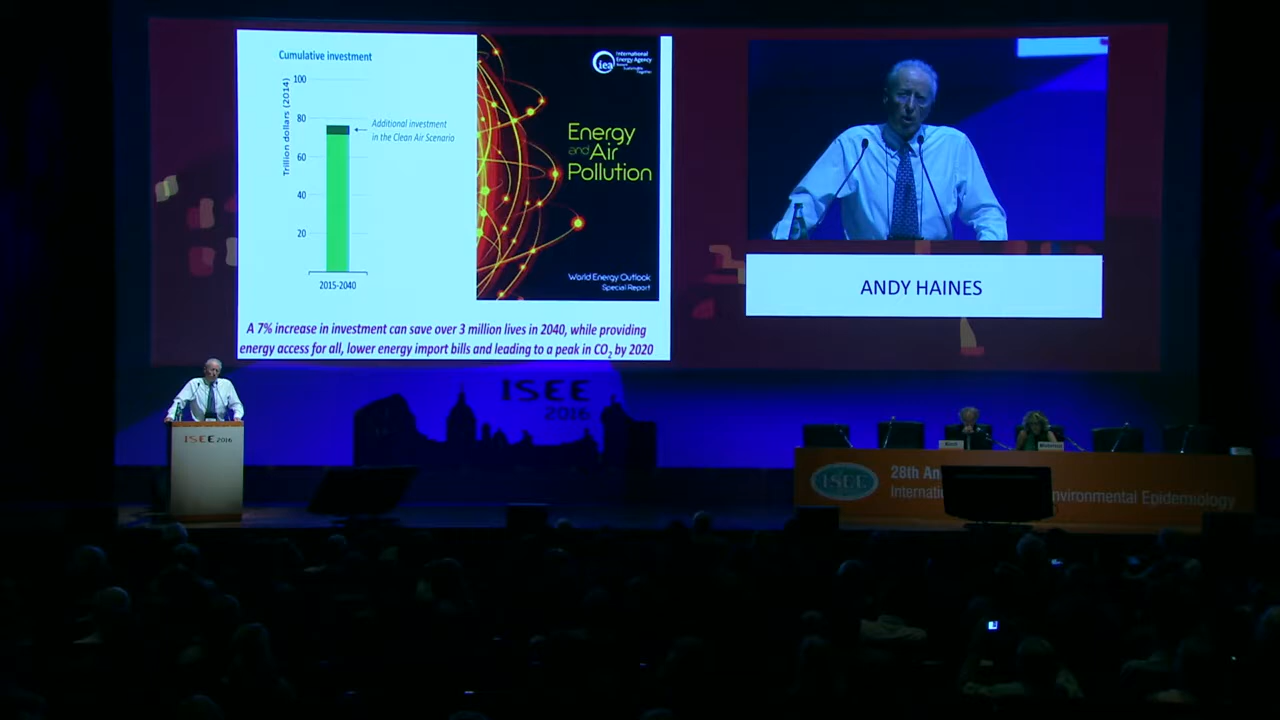 Cumulative investment
Trillion dollars (2014)
100
80
60
40
20
2015-2040
Additional investment
in the Clean Air Scenario
iea
International
Energy Agency
Energy
and Air
Pollution
World Energy Outlook
Special Report
A 7% increase in investment can save over 3 million lives in 2040, while providing
energy access for all, lower energy import bills and leading to a peak in CO2 by 2020
ANDY HAINES
ISEE
2016
ISEE 2016
ISEE
28th An
Internati
nvironmental Epidemiology